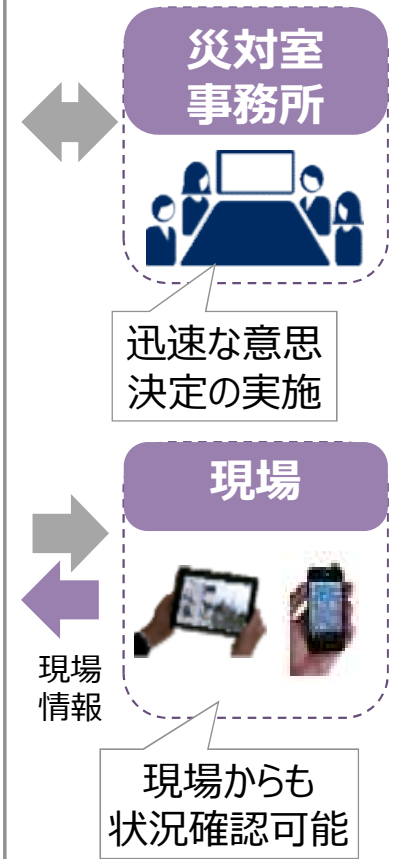 災対室
事務所
迅速な意思
決定の実施
現場
現場
情報
現場からも
状況確認可能